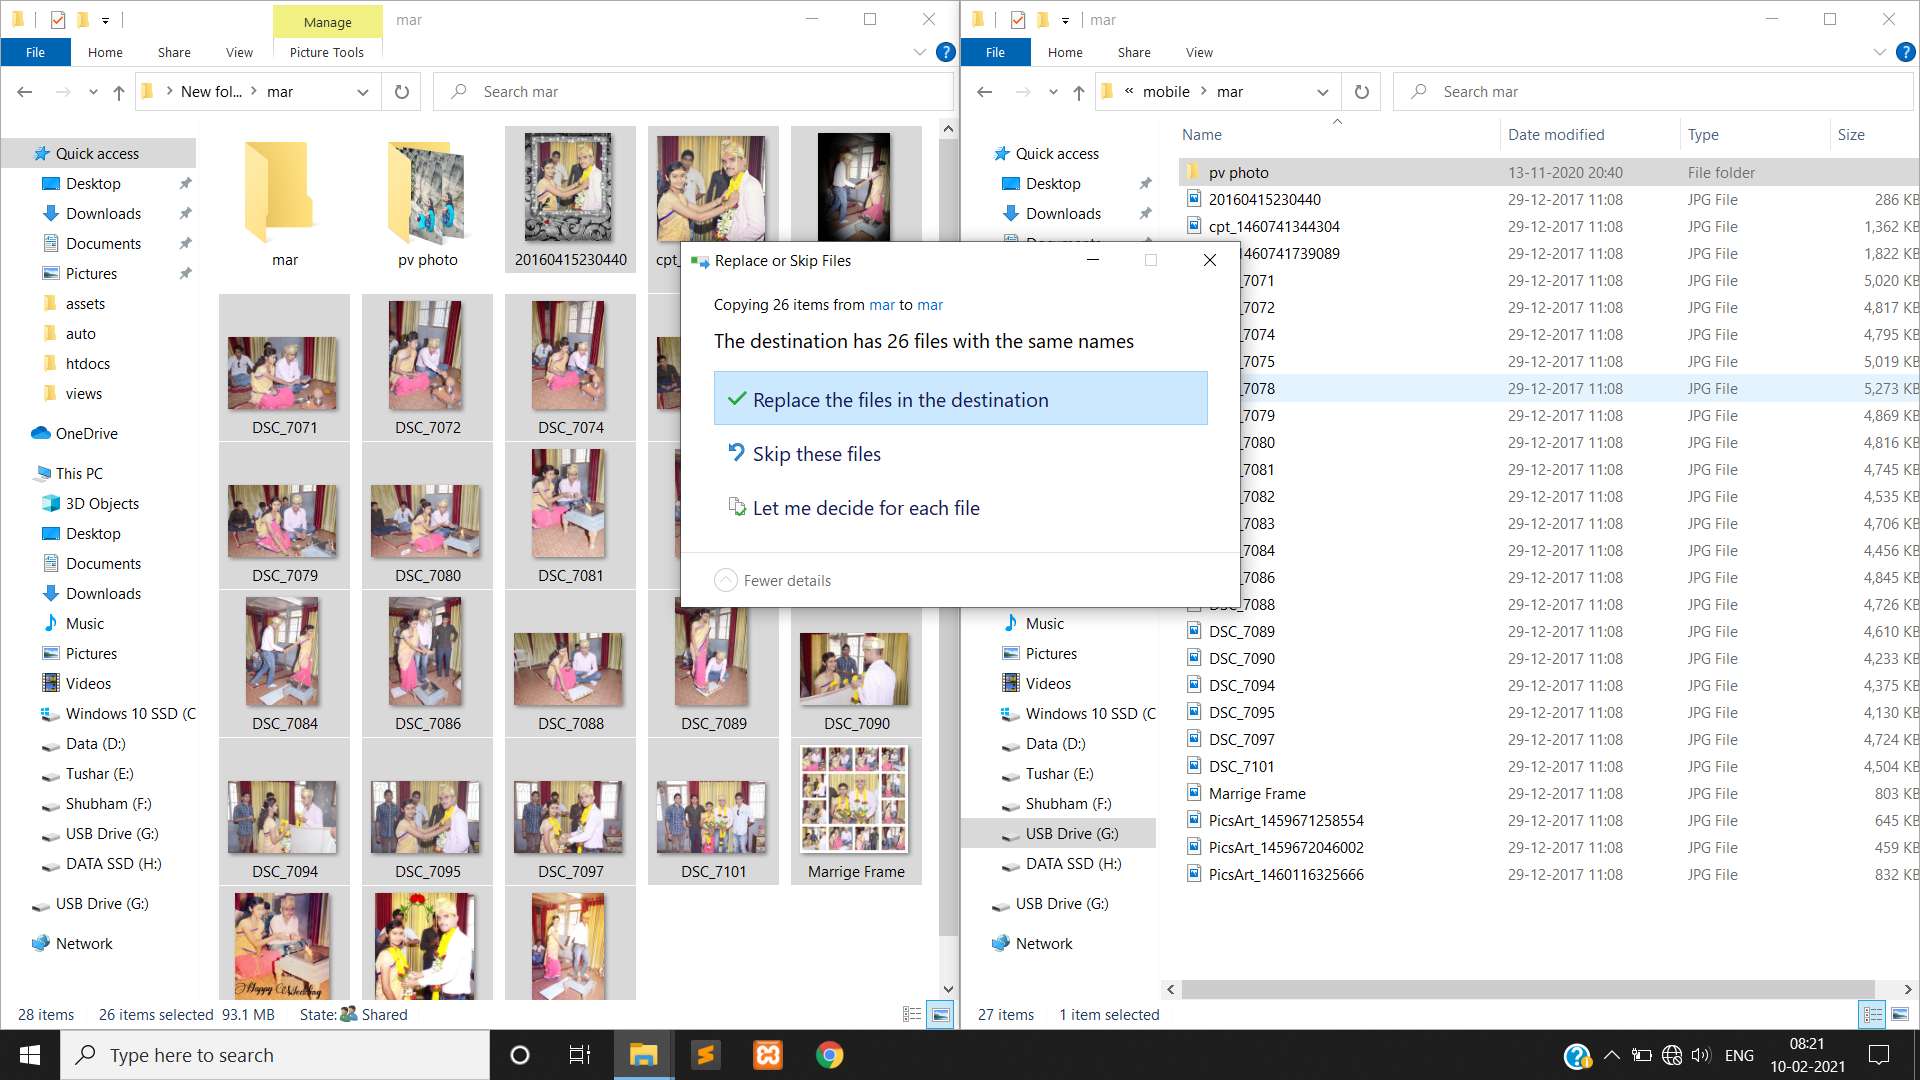 Manage
mar
File
Home
Share
View
Picture Tools
New fol...
mar
Search mar
Quick access
Desktop
Downloads
Documents
Pictures
assets
auto
htdocs
views
OneDrive
This PC
3D Objects
Desktop
Documents
Downloads
Music
Pictures
Videos
Windows 10 SSD (C
Data (D:)
Tushar (E:)
Shubham (F:)
USB Drive (G:)
DATA SSD (H:)
USB Drive (G:)
Network
mar
pv photo
20160415230440
cpt_
DSC_7071
DSC_7072
DSC_7074
DSC_7079
DSC_7080
DSC_7081
DSC_7084
DSC_7086
DSC_7088
DSC_7089
DSC_7090
DSC_7094
DSC_7095
DSC_7097
DSC_7101
Marrige Frame
Happy Wedding
28 items
26 items selected 93.1 MB
State: Shared
Replace or Skip Files
Copying 26 items from mar to mar
The destination has 26 files with the same names
Replace the files in the destination
Skip these files
Let me decide for each file
Fewer details
mar
File
Home
Share
View
« mobile
mar
Search mar
Quick access
Desktop
Downloads
Music
Pictures
Videos
Windows 10 SSD (C
Data (D:)
Tushar (E:)
Shubham (F:)
USB Drive (G:)
DATA SSD (H:)
USB Drive (G:)
Network
Name Date modified Type Size
pv photo 13-11-2020 20:40 File folder
20160415230440 29-12-2017 11:08 JPG File 286 KB
cpt_1460741344304 29-12-2017 11:08 JPG File 1,362 KB
1460741739089 29-12-2017 11:08 JPG File 1,822 KB
_7071 29-12-2017 11:08 JPG File 5,020 KB
_7072 29-12-2017 11:08 JPG File 4,817 KB
_7074 29-12-2017 11:08 JPG File 4,795 KB
_7075 29-12-2017 11:08 JPG File 5,019 KB
_7078 29-12-2017 11:08 JPG File 5,273 KB
_7079 29-12-2017 11:08 JPG File 4,869 KB
_7080 29-12-2017 11:08 JPG File 4,816 KB
_7081 29-12-2017 11:08 JPG File 4,745 KB
_7082 29-12-2017 11:08 JPG File 4,535 KB
_7083 29-12-2017 11:08 JPG File 4,706 KB
_7084 29-12-2017 11:08 JPG File 4,456 KB
_7086 29-12-2017 11:08 JPG File 4,845 KB
DSC_7088 29-12-2017 11:08 JPG File 4,726 KB
DSC_7089 29-12-2017 11:08 JPG File 4,610 KB
DSC_7090 29-12-2017 11:08 JPG File 4,233 KB
DSC_7094 29-12-2017 11:08 JPG File 4,375 KB
DSC_7095 29-12-2017 11:08 JPG File 4,130 KB
DSC_7097 29-12-2017 11:08 JPG File 4,724 KB
DSC_7101 29-12-2017 11:08 JPG File 4,504 KB
Marrige Frame 29-12-2017 11:08 JPG File 803 KB
PicsArt_1459671258554 29-12-2017 11:08 JPG File 645 KB
PicsArt_1459672046002 29-12-2017 11:08 JPG File 459 KB
PicsArt_1460116325666 29-12-2017 11:08 JPG File 832 KB
27 items
1 item selected
Type here to search
ENG
08:21
10-02-2021